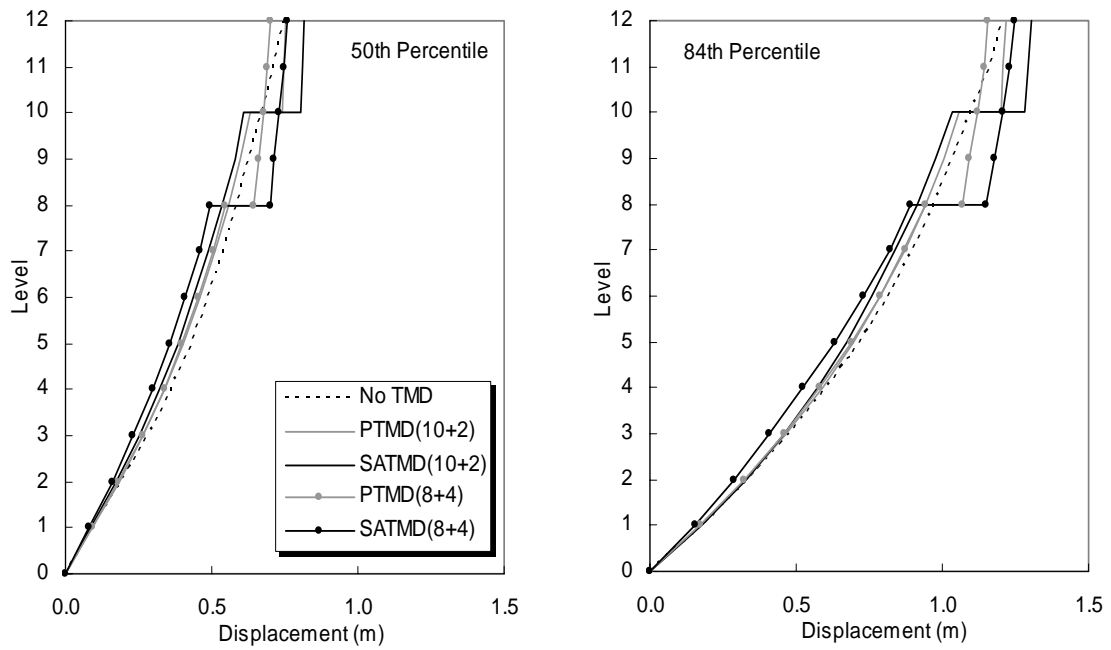 50th Percentile
Level
12
11
10
9
8
7
6
5
4
3
2
1
0
No TMD
PTMD(10+2)
SATMD(10+2)
PTMD(8+4)
SATMD(8+4)
0.0 0.5 1.0 1.5
Displacement (m)
84th Percentile
Level
12
11
10
9
8
7
6
5
4
3
2
1
0
0.0 0.5 1.0 1.5
Displacement (m)